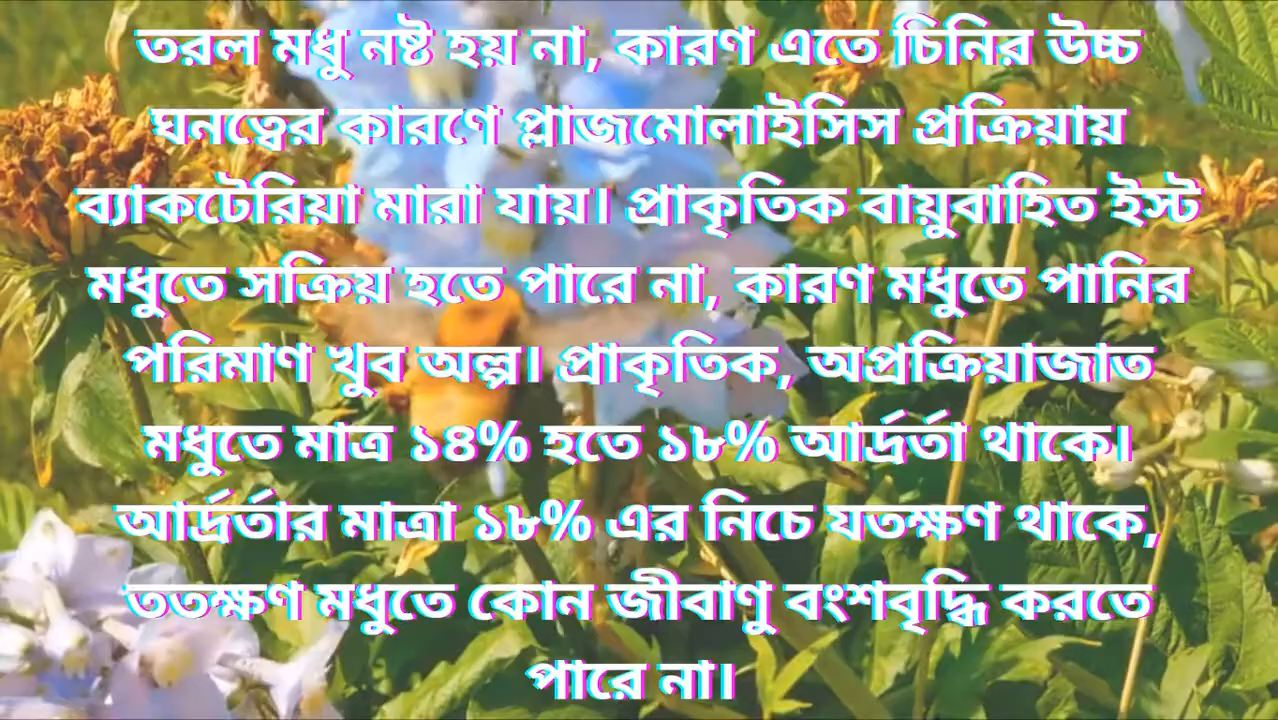 তরল মধু নষ্ট হয় না, কারণ এতে চিনির উচ্চ
ঘনত্বের কারণে প্লাজমোলাইসিস প্রক্রিয়ায়
ব্যাকটেরিয়া মারা যায়। প্রাকৃতিক বায়ুবাহিত ইস্ট
মধুতে সক্রিয় হতে পারে না, কারণ মধুতে পানির
পরিমাণ খুব অল্প। প্রাকৃতিক, অপ্রক্রিয়াজাত
মধুতে মাত্র ১৪% হতে ১৮% আর্দ্রর্তা থাকে।
আর্দ্রর্তার মাত্রা ১৮% এর নিচে যতক্ষণ থাকে,
ততক্ষণ মধুতে কোন জীবাণু বংশবৃদ্ধি করতে
পারে না।